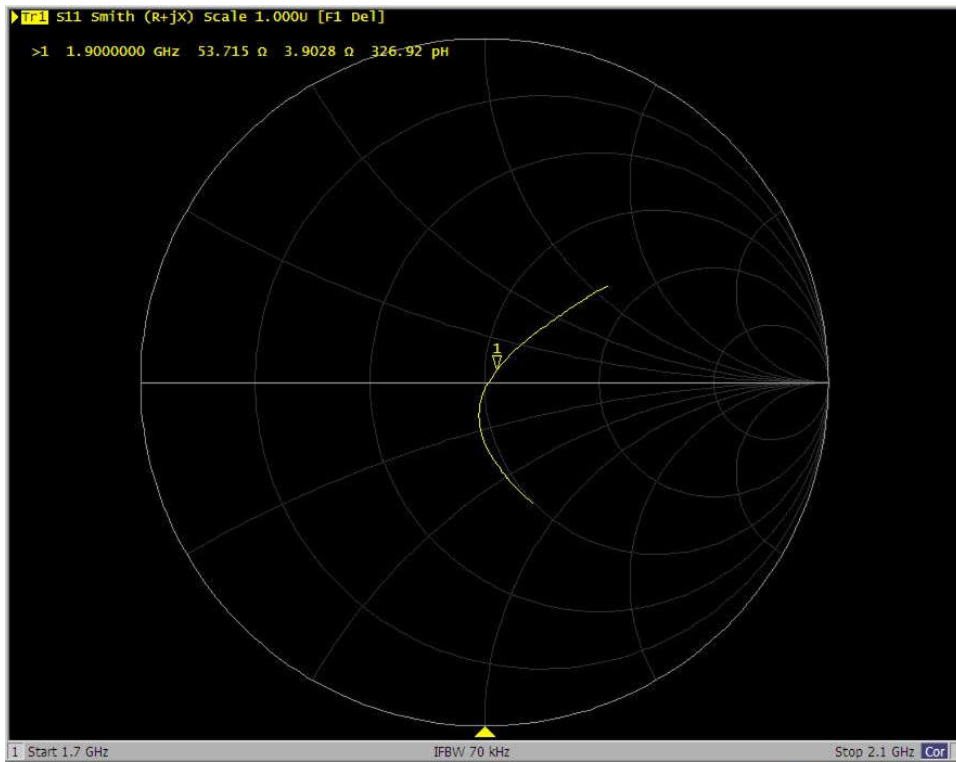 Tr1 S11 Smith (R+jX) Scale 1.000U [F1 Del]
>1 1.9000000 GHz 53.715 Ω 3.9028 Ω 326.92 pH
1
1 Start 1.7 GHz IFBW 70 kHz Stop 2.1 GHz Cor